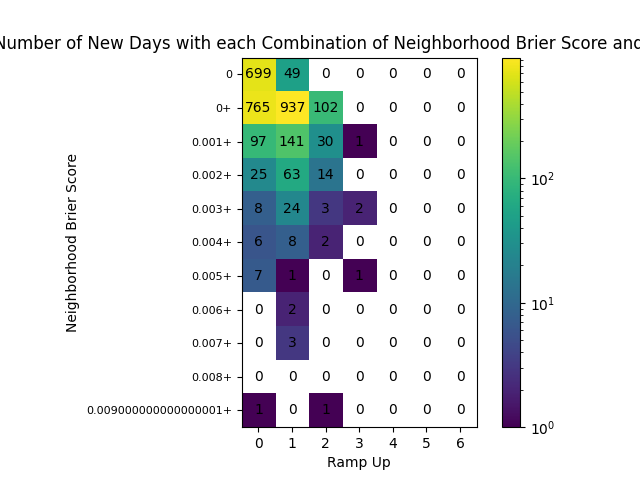 Number of New Days with each Combination of Neighborhood Brier Score and
0 699 49 0 0 0 0 0
0+ 765 937 102 0 0 0 0
0.001+ 97 141 30 1 0 0 0
0.002+ 25 63 14 0 0 0 0
0.003+ 8 24 3 2 0 0 0
0.004+ 6 8 2 0 0 0 0
0.005+ 7 1 0 1 0 0 0
0.006+ 0 2 0 0 0 0 0
0.007+ 0 3 0 0 0 0 0
0.008+ 0 0 0 0 0 0 0
0.009000000000000001+ 1 0 1 0 0 0 0
0 1 2 3 4 5 6
Ramp Up
Neighborhood Brier Score
10²
10¹
10⁰